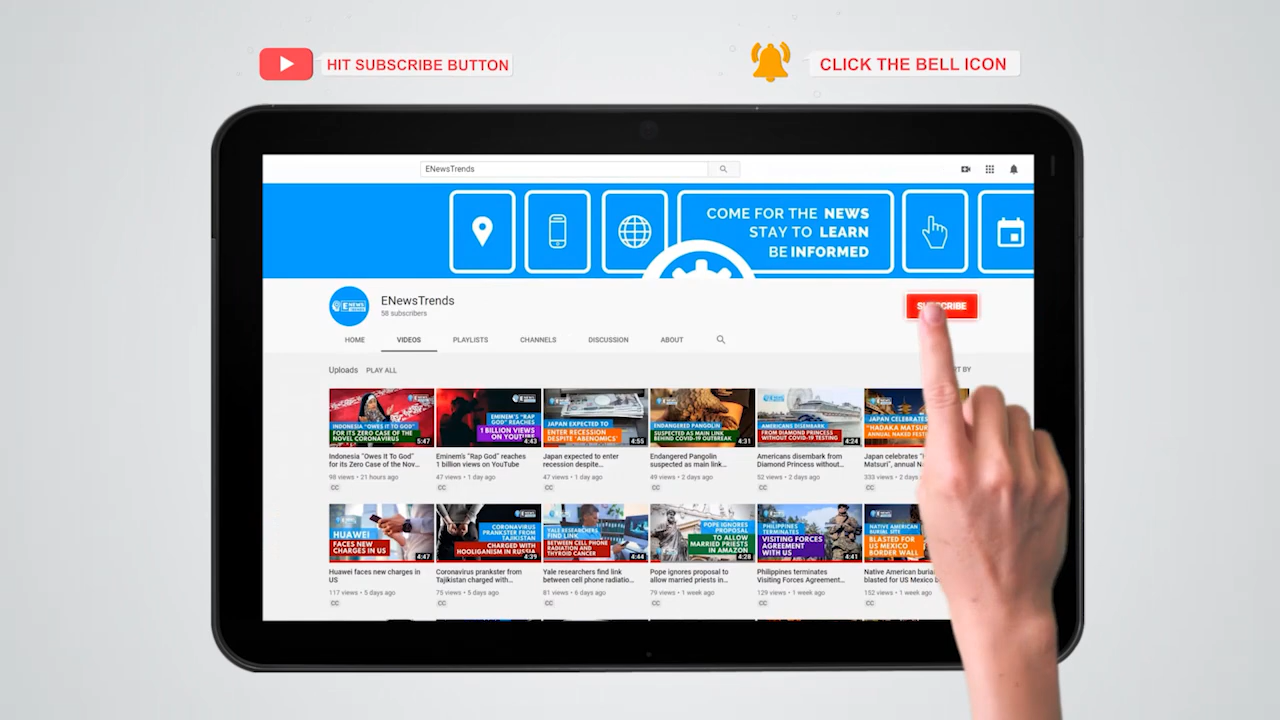 HIT SUBSCRIBE BUTTON
CLICK THE BELL ICON
ENewsTrends
COME FOR THE NEWS
STAY TO LEARN
BE INFORMED
ENEWS
ENewsTrends
58 subscribers
SUBSCRIBE
HOME VIDEOS PLAYLISTS CHANNELS DISCUSSION ABOUT
Uploads PLAY ALL
BY
INDONESIA "OWES IT TO GOD"
FOR ITS ZERO CASE OF THE
NOVEL CORONAVIRUS
5:47
EMINEM'S "RAP
GOD" REACHES
1 BILLION VIEWS
ON YOUTUBE
4:43
JAPAN EXPECTED TO
ENTER RECESSION
DESPITE 'ABENOMICS'
4:55
ENDANGERED PANGOLIN
SUSPECTED AS MAIN LINK
BEHIND COVID-19 OUTBREAK
4:31
AMERICANS DISEMBARK
FROM DIAMOND PRINCESS
WITHOUT COVID-19 TESTING
4:24
JAPAN CELEBRATES
"HADAKA MATSUR
ANNUAL NAKED FEST
Indonesia "Owes It To God"
for its Zero Case of the Nov...
98 views • 21 hours ago
CC
Eminem's "Rap God" reaches
1 billion views on YouTube
47 views • 1 day ago
CC
Japan expected to enter
recession despite...
47 views • 1 day ago
CC
Endangered Pangolin
suspected as main link...
49 views • 2 days ago
CC
Americans disembark from
Diamond Princess without...
52 views • 2 days ago
CC
Japan celebrates "H
Matsuri", annual N
333 views • 2 days
CC
HUAWEI
FACES NEW
CHARGES IN US
4:47
CORONAVIRUS
PRANKSTER FROM
TAJIKISTAN
CHARGED WITH
HOOLIGANISM IN RUSSIA
4:39
YALE RESEARCHERS
FIND LINK
BETWEEN CELL PHONE
RADIATION AND
THYROID CANCER
4:44
POPE IGNORES
PROPOSAL
TO ALLOW
MARRIED PRIESTS
IN AMAZON
4:28
PHILIPPINES
TERMINATES
VISITING FORCES
AGREEMENT
WITH US
4:41
NATIVE AMERICAN
BURIAL SITE
BLASTED FOR
US MEXICO
BORDER WALL
Huawei faces new charges in
US
117 views • 5 days ago
CC
Coronavirus prankster from
Tajikistan charged with...
75 views • 5 days ago
CC
Yale researchers find link
between cell phone radiatio...
81 views • 6 days ago
CC
Pope ignores proposal to
allow married priests in...
79 views • 1 week ago
CC
Philippines terminates
Visiting Forces Agreement...
129 views • 1 week ago
CC
Native American buria
blasted for US Mexico b
152 views • 1 week ago
CC